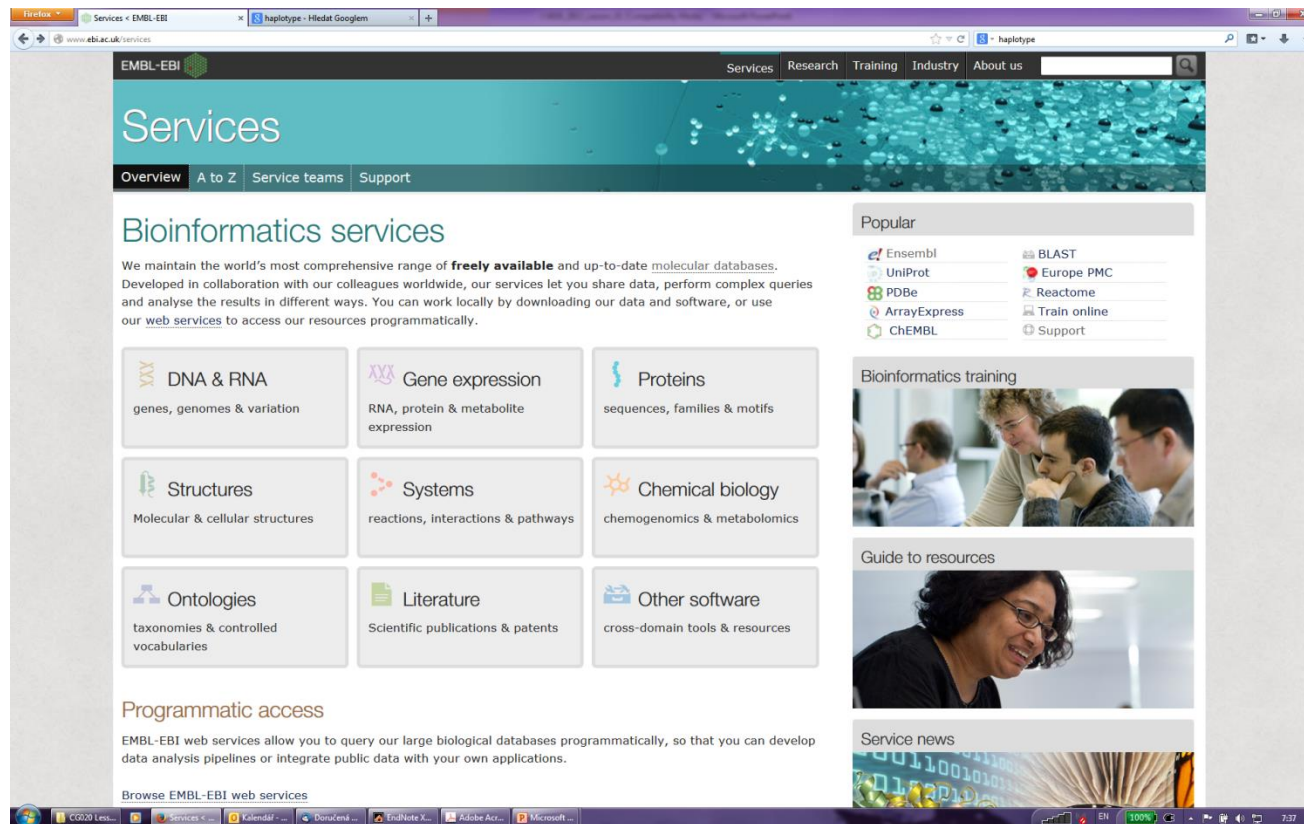 Firefox
Services < EMBL-EBI
haplotype - Hledat Googlem
www.ebi.ac.uk/services
haplotype
EMBL-EBI
Services Research Training Industry About us
Services
Overview A to Z Service teams Support
Bioinformatics services
We maintain the world's most comprehensive range of freely available and up-to-date molecular databases.
Developed in collaboration with our colleagues worldwide, our services let you share data, perform complex queries
and analyse the results in different ways. You can work locally by downloading our data and software, or use
our web services to access our resources programmatically.
DNA & RNA
genes, genomes & variation
Gene expression
RNA, protein & metabolite
expression
Proteins
sequences, families & motifs
Structures
Molecular & cellular structures
Systems
reactions, interactions & pathways
Chemical biology
chemogenomics & metabolomics
Ontologies
taxonomies & controlled
vocabularies
Literature
Scientific publications & patents
Other software
cross-domain tools & resources
Programmatic access
EMBL-EBI web services allow you to query our large biological databases programmatically, so that you can develop
data analysis pipelines or integrate public data with your own applications.
Browse EMBL-EBI web services
Popular
Ensembl BLAST
UniProt Europe PMC
PDBe Reactome
ArrayExpress Train online
ChEMBL Support
Bioinformatics training
Guide to resources
Service news
CG020 Less... Services < ... Kalendář - ... Doručená ... EndNote X... Adobe Acr... Microsoft ... EN 100% 7:37